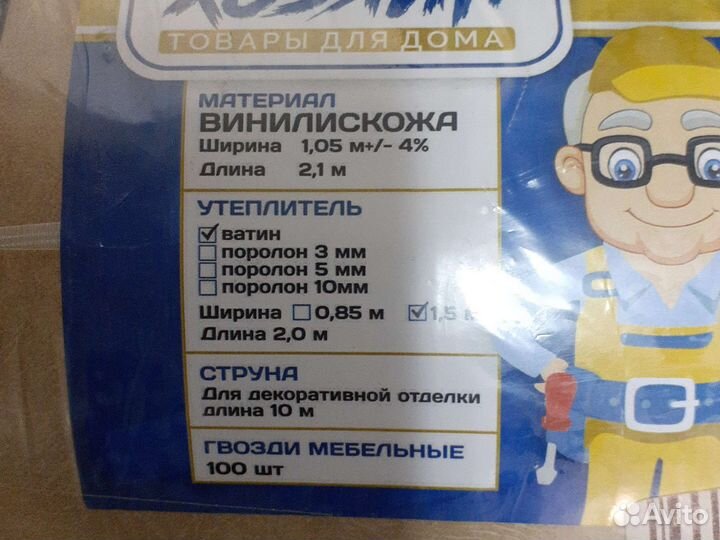 ТОВАРЫ ДЛЯ ДОМА
МАТЕРИАЛ
ВИНИЛИСКОЖА
Ширина 1,05 м+/- 4%
Длина 2,1 м
УТЕПЛИТЕЛЬ
ватин
поролон 3 мм
поролон 5 мм
поролон 10мм
Ширина 0,85 м 1,5
Длина 2,0 м
СТРУНА
Для декоративной отделки
длина 10 м
ГВОЗДИ МЕБЕЛЬНЫЕ
100 шт
Avito